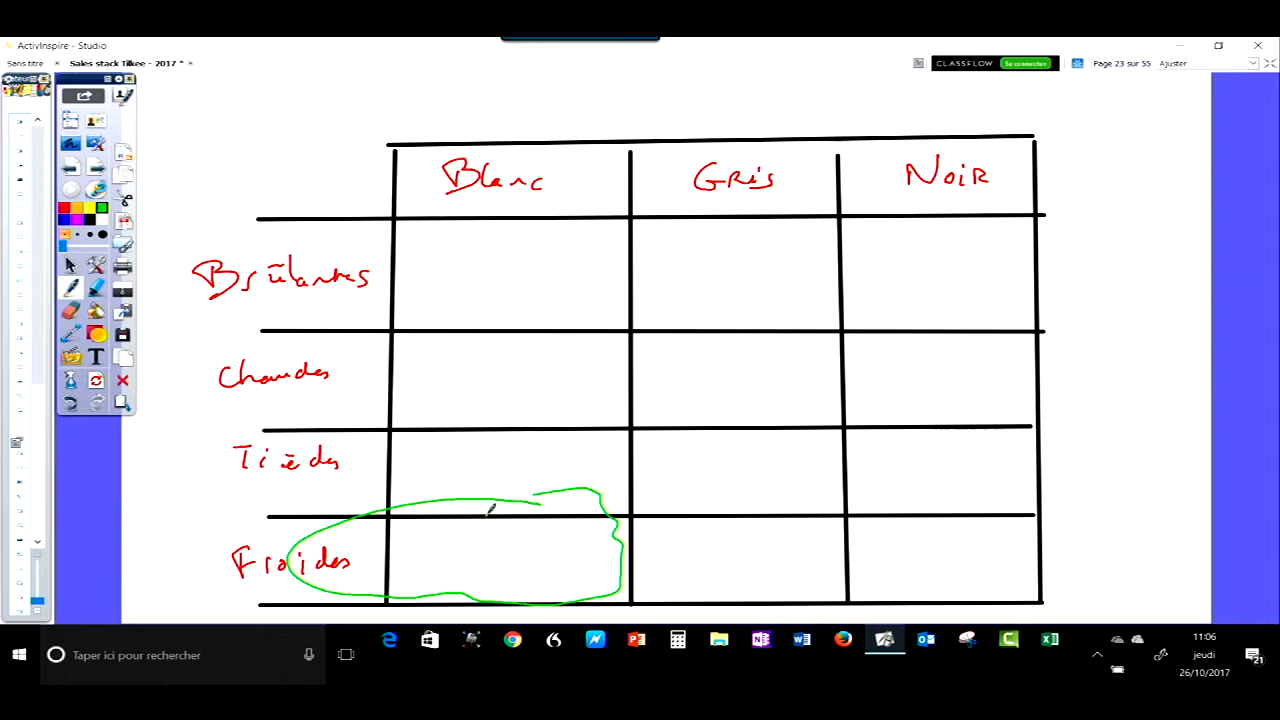 ActivInspire - Studio
Sans titre × Sales stack Tilkee - 2017 * ×
CLASSFLOW Se connecter Page 23 sur 55 Ajuster
Blanc Gris Noir
Brûlantes
Chaudes
Tièdes
Froides
Taper ici pour rechercher
11:06
jeudi
26/10/2017
21